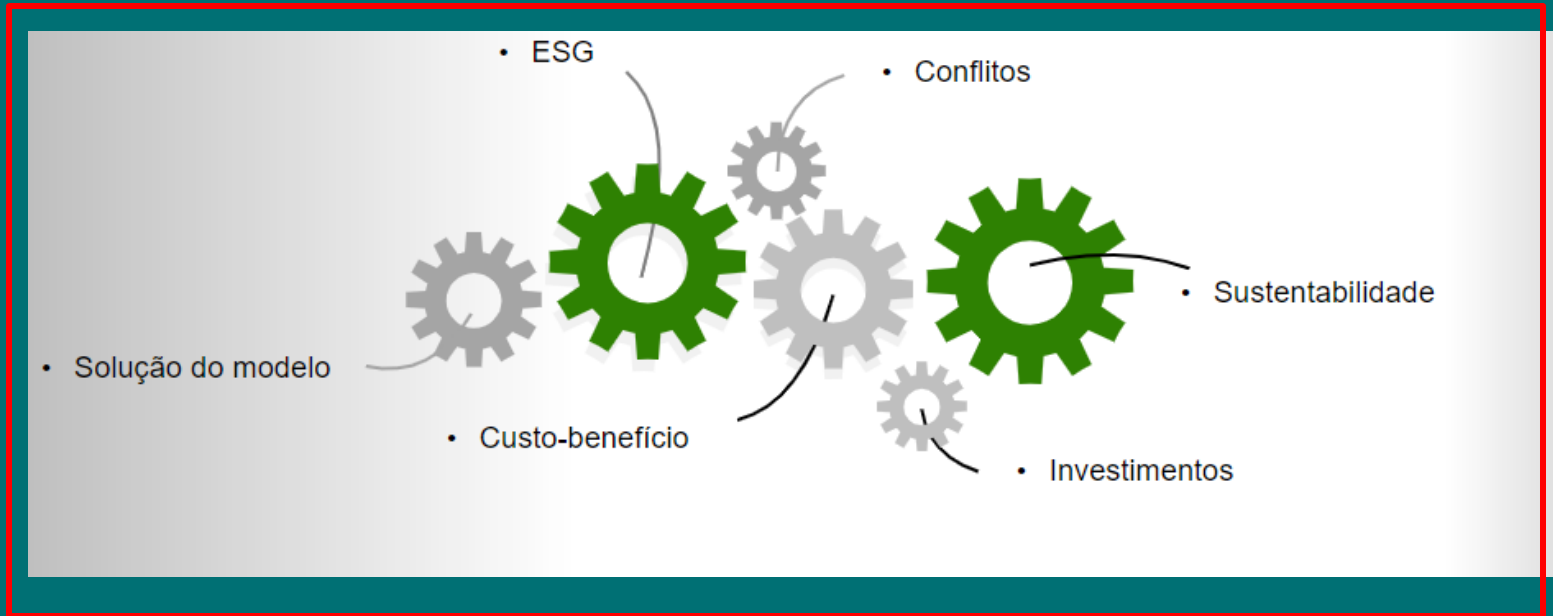 • ESG
• Conflitos
• Sustentabilidade
• Solução do modelo
• Custo-benefício
• Investimentos